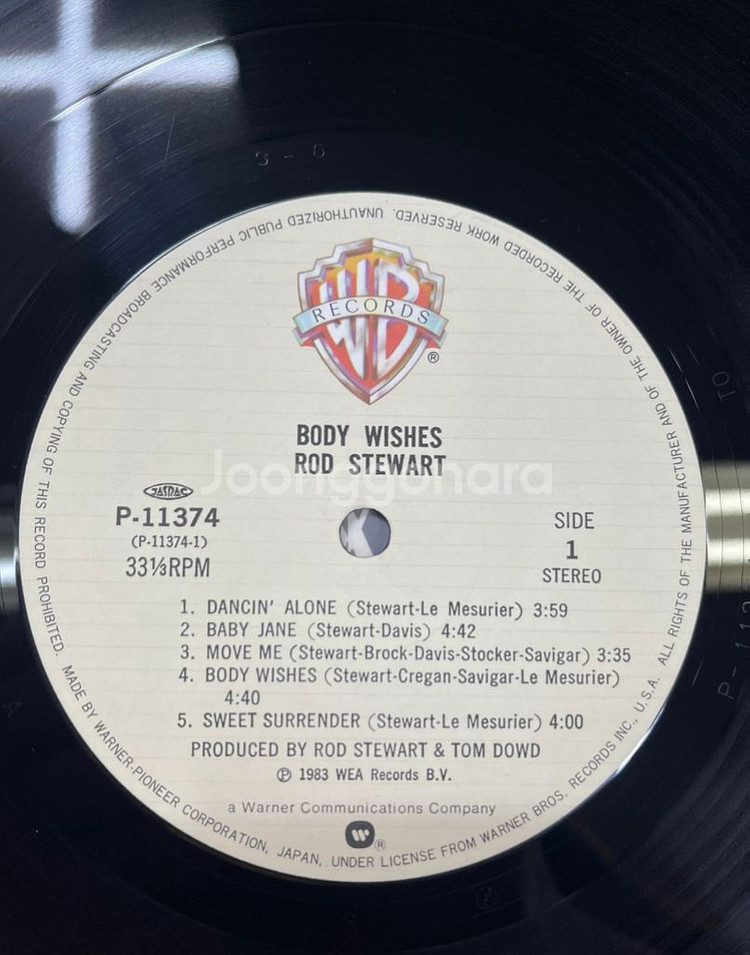 3 - 6
WB
RECORDS
®
BODY WISHES
ROD STEWART
Joonggonara
JASRAC
P-11374
(P-11374-1)
33⅓RPM
SIDE
1
STEREO
1. DANCIN' ALONE (Stewart-Le Mesurier) 3:59
2. BABY JANE (Stewart-Davis) 4:42
3. MOVE ME (Stewart-Brock-Davis-Stocker-Savigar) 3:35
4. BODY WISHES (Stewart-Cregan-Savigar-Le Mesurier)
4:40
5. SWEET SURRENDER (Stewart-Le Mesurier) 4:00
PRODUCED BY ROD STEWART & TOM DOWD
Ⓟ 1983 WEA Records B.V.
a Warner Communications Company
®
MADE BY WARNER-PIONEER CORPORATION, JAPAN, UNDER LICENSE FROM WARNER BROS. RECORDS INC., U.S.A. ALL RIGHTS OF THE MANUFACTURER AND OF THE OWNER OF THE RECORDED WORK RESERVED. UNAUTHORIZED PUBLIC PERFORMANCE BROADCASTING AND COPYING OF THIS RECORD PROHIBITED.